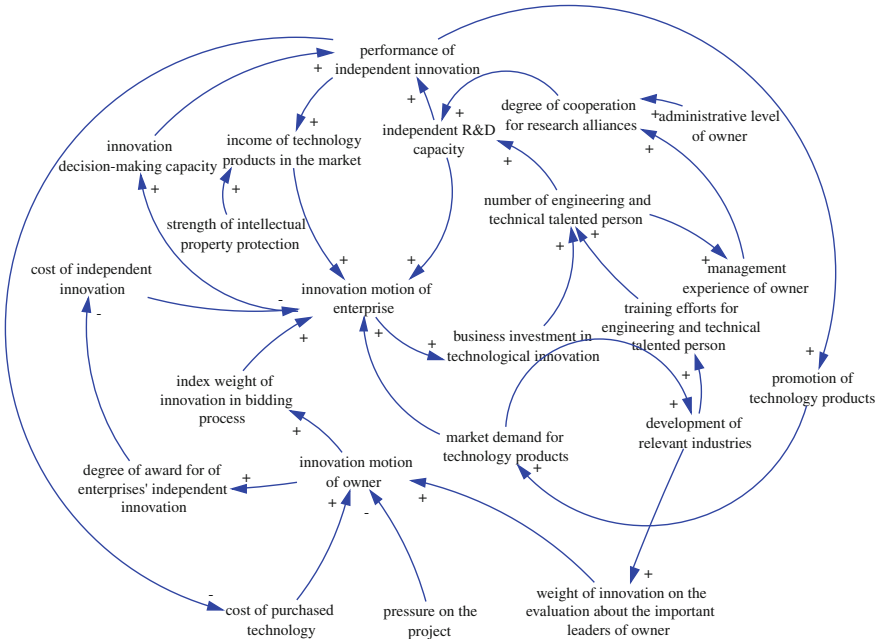 performance of
independent innovation
+
+
+
+
degree of cooperation
for research alliances
+
administrative level
of owner
innovation
decision-making capacity
income of technology
products in the market
independent R&D
capacity
+
+
+
+
strength of intellectual
property protection
number of engineering and
technical talented person
+
+
+
cost of independent
innovation
+
+
management
experience of owner
innovation motion of
enterprise
-
-
training efforts for
engineering and technical
talented person
+
+
+
business investment in
technological innovation
+
index weight of
innovation in bidding
process
+
+
+
promotion of
technology products
market demand for
technology products
+
development of
relevant industries
degree of award for of
enterprises' independent
innovation
+
innovation motion
of owner
+
-
+
-
+
cost of purchased
technology
pressure on the
project
weight of innovation on the
evaluation about the important
leaders of owner